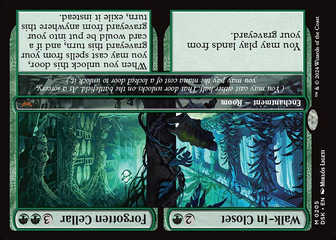 Walk-In Closet 2
You may play lands from
your graveyard.
Forgotten Cellar 3
When you unlock this door,
you may cast spells from your
graveyard this turn, and if a
card would be put into your
graveyard from anywhere this
turn, exile it instead.
Enchantment — Room
(You may cast either half. That door unlocks on the battlefield. As a sorcery,
you may pay the mana cost of a locked door to unlock it.)
M 0205
DSK • EN
™ & © 2024 Wizards of the Coast